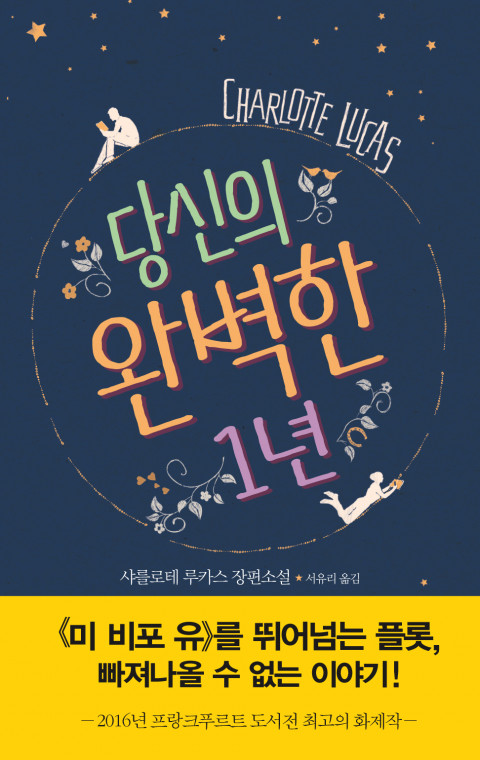 CHARLOTTE LUCAS
당신의
완벽한
1년
샤를로테 루카스 장편소설 ★ 서유리 옮김
《미 비포 유》를 뛰어넘는 플롯,
빠져나올 수 없는 이야기!
– 2016년 프랑크푸르트 도서전 최고의 화제작 –